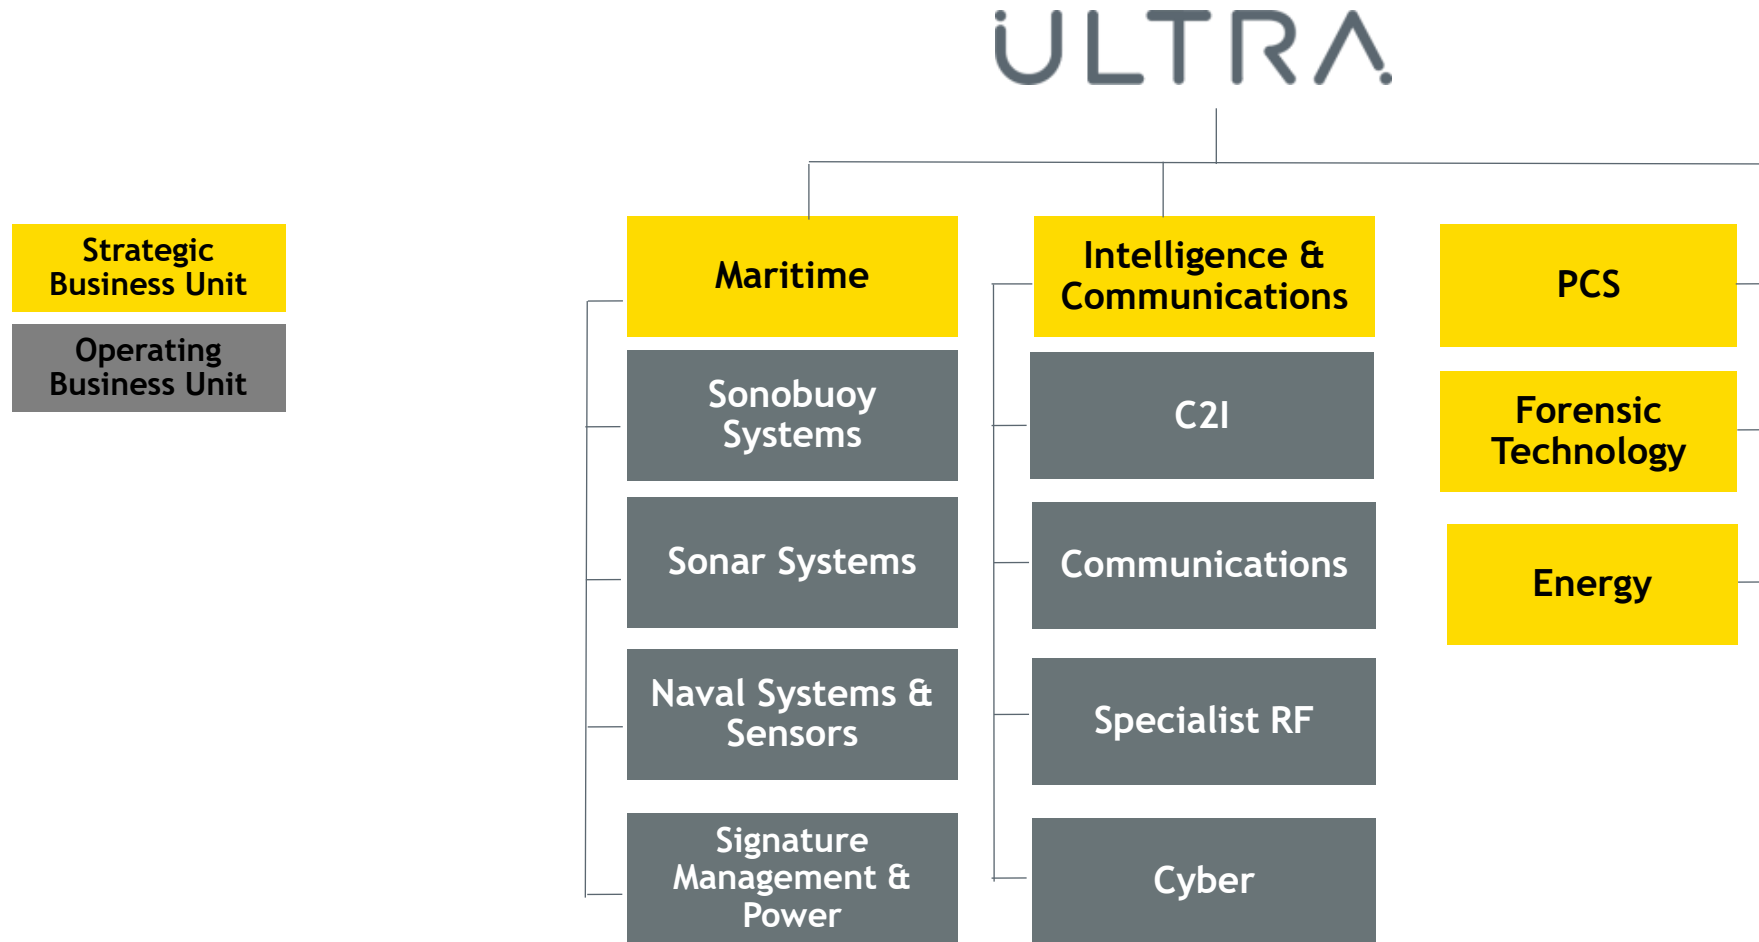 ULTRA
Strategic
Business Unit
Operating
Business Unit
Maritime
Sonobuoy
Systems
Sonar Systems
Naval Systems &
Sensors
Signature
Management &
Power
Intelligence &
Communications
C2I
Communications
Specialist RF
Cyber
PCS
Forensic
Technology
Energy